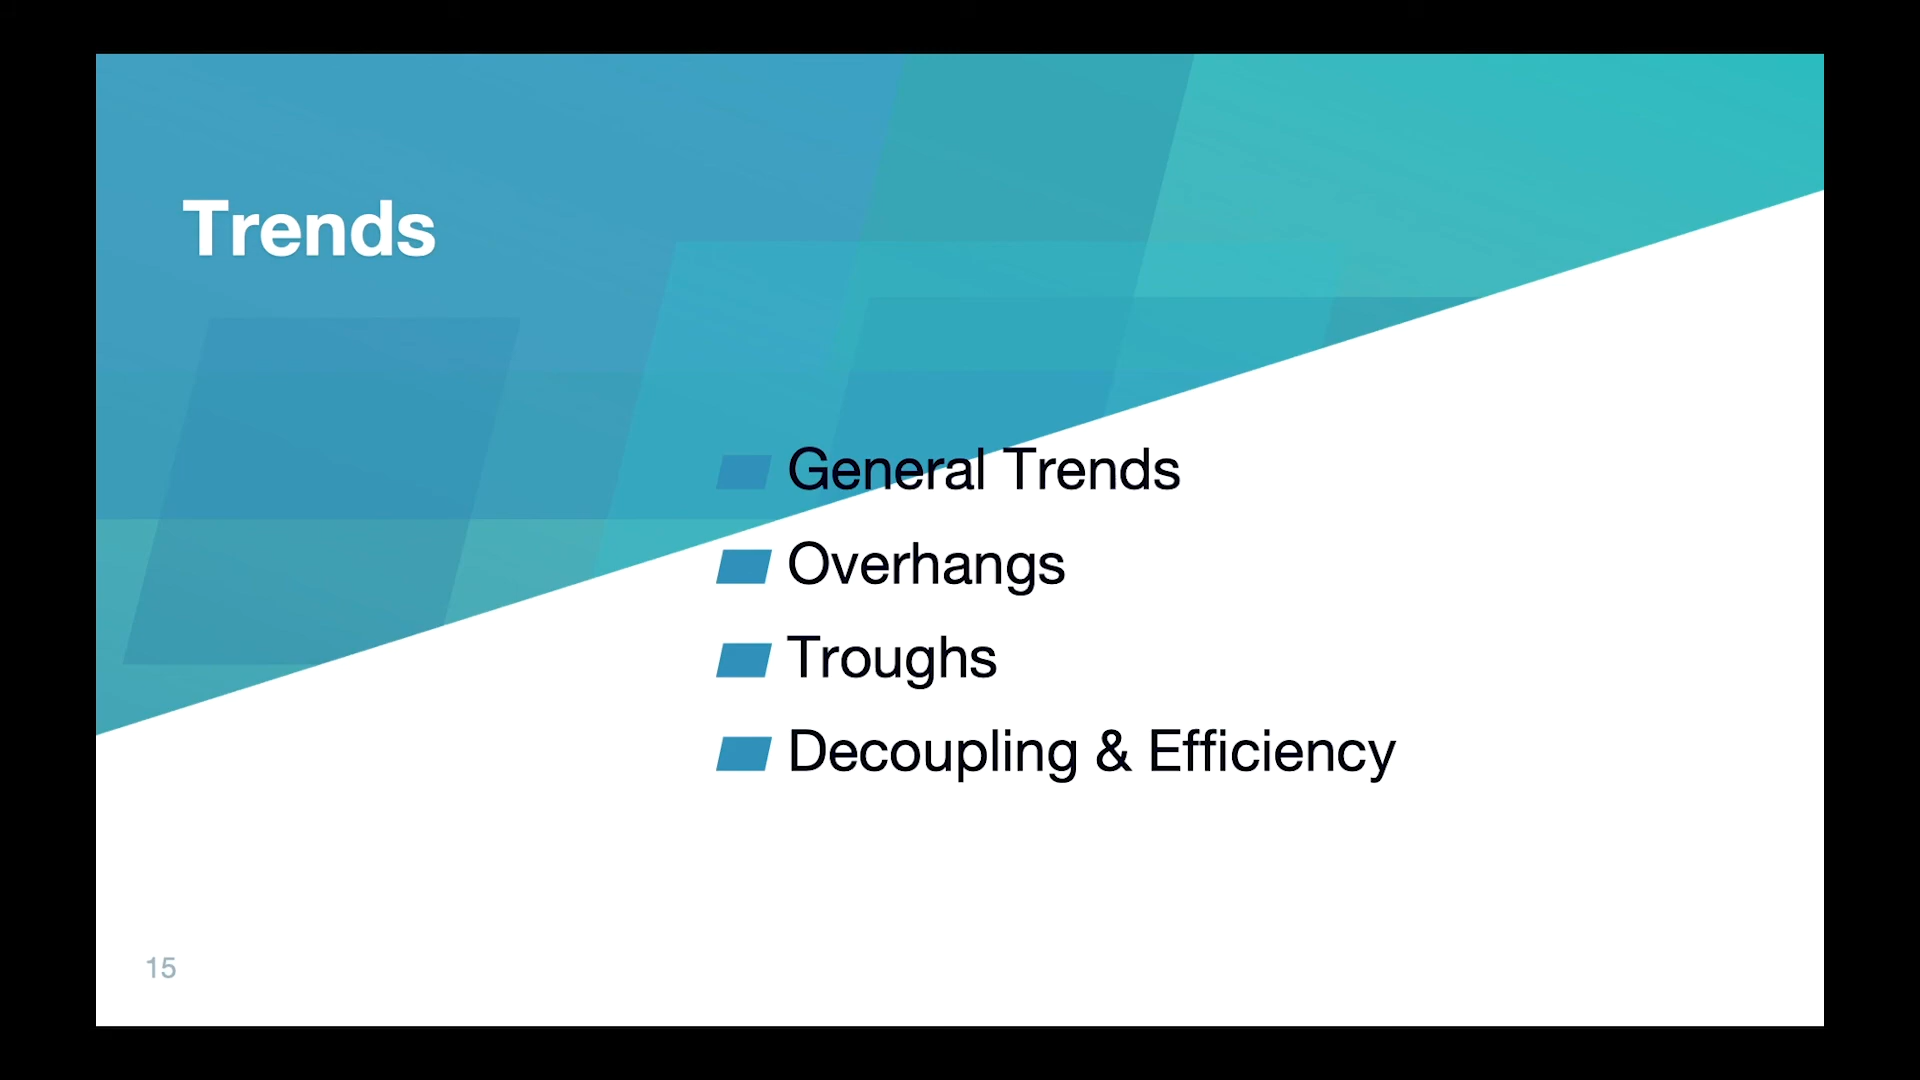 Trends
General Trends
Overhangs
Troughs
Decoupling & Efficiency
15